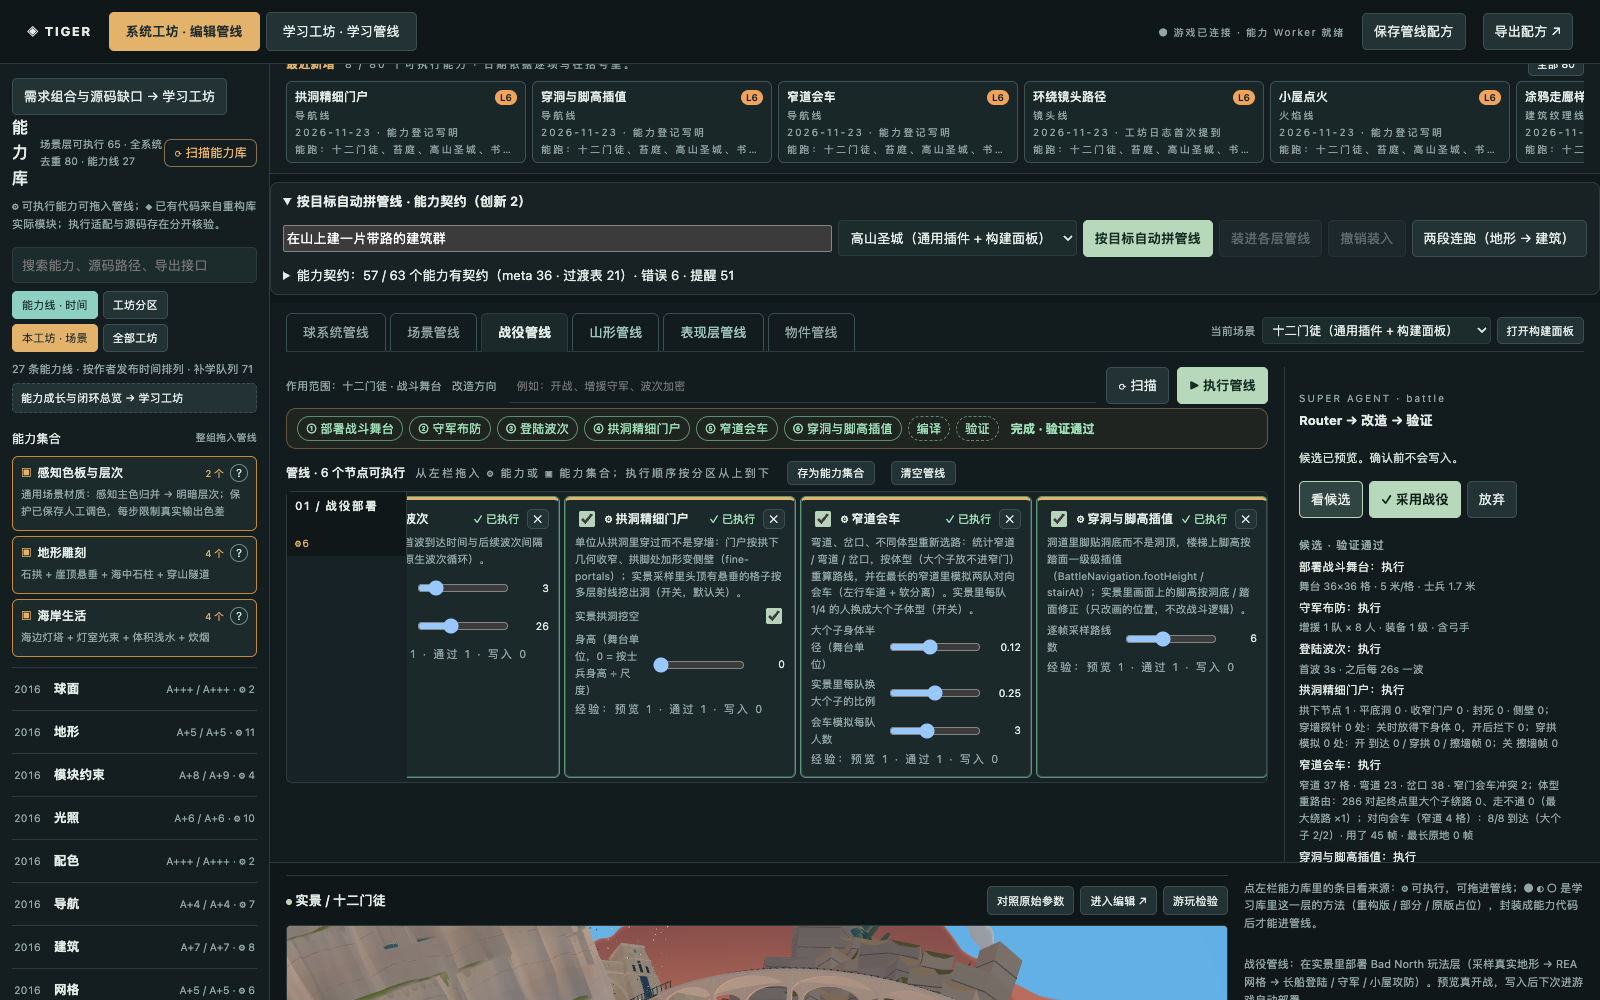 ◈ TIGER
系统工坊 · 编辑管线
学习工坊 · 学习管线
游戏已连接 · 能力 Worker 就绪
保存管线配方
导出配方 ↗
需求组合与源码缺口 → 学习工坊
能力库
场景层可执行 65 · 全系统去重 80 · 能力线 27
⟳ 扫描能力库
⚙ 可执行能力可拖入管线；◆ 已有代码来自重构库
实际模块；执行适配与源码存在分开核验。
搜索能力、源码路径、导出接口
能力线 · 时间
工坊分区
本工坊 · 场景
全部工坊
27 条能力线 · 按作者发布时间排列 · 补学队列 71
能力成长与闭环总览 → 学习工坊
能力集合
整组拖入管线
▣ 感知色板与层次
2 个 ?
通用场景材质：感知主色归并 → 明暗层次；保
护已保存人工调色，每步限制真实输出色差
▣ 地形雕刻
4 个 ?
石拱 + 崖顶悬垂 + 海中石柱 + 穿山隧道
▣ 海岸生活
4 个 ?
海边灯塔 + 灯室光束 + 体积浅水 + 炊烟
2016 球面 A+++ / A+++ · ⚙ 2
2016 地形 A+5 / A+5 · ⚙ 11
2016 模块约束 A+8 / A+9 · ⚙ 4
2016 光照 A+6 / A+6 · ⚙ 10
2016 配色 A+++ / A+++ · ⚙ 2
2016 导航 A+4 / A+4 · ⚙ 7
2016 建筑 A+7 / A+7 · ⚙ 8
2016 网格 A+5 / A+5 · ⚙ 6
最近新增 8 / 80 个可执行能力 · 日期依据逐项写在括号里。
全部 80
拱洞精细门户 L6
导航线
2026-11-23 · 能力登记写明
能跑：十二门徒、苔庭、高山圣城、书…
穿洞与脚高插值 L6
导航线
2026-11-23 · 能力登记写明
能跑：十二门徒、苔庭、高山圣城、书…
窄道会车 L6
导航线
2026-11-23 · 能力登记写明
能跑：十二门徒、苔庭、高山圣城、书…
环绕镜头路径 L6
镜头线
2026-11-23 · 工坊日志首次提到
能跑：十二门徒、苔庭、高山圣城、书…
小屋点火 L6
火焰线
2026-11-23 · 能力登记写明
能跑：十二门徒、苔庭、高山圣城、书…
涂鸦走廊样
建筑纹理线
2026-11-23
能跑：十二
▼ 按目标自动拼管线 · 能力契约（创新 2）
在山上建一片带路的建筑群
高山圣城（通用插件 + 构建面板）
按目标自动拼管线
装进各层管线
撤销装入
两段连跑（地形 → 建筑）
▶ 能力契约：57 / 63 个能力有契约（meta 36 · 过渡表 21）· 错误 6 · 提醒 51
球系统管线
场景管线
战役管线
山形管线
表现层管线
物件管线
当前场景
十二门徒（通用插件 + 构建面板）
打开构建面板
作用范围：十二门徒 · 战斗舞台
改造方向
例如：开战、增援守军、波次加密
⟳ 扫描
▶ 执行管线
① 部署战斗舞台
② 守军布防
③ 登陆波次
④ 拱洞精细门户
⑤ 窄道会车
⑥ 穿洞与脚高插值
编译
验证
完成 · 验证通过
管线 · 6 个节点可执行
从左栏拖入 ⚙ 能力或 ▣ 能力集合；执行顺序按分区从上到下
存为能力集合
清空管线
01 / 战役部署
⚙6
波次 ✓ 已执行 ✕
首波到达时间与后续波次间隔
原生波次循环）。
3
26
1 · 通过 1 · 写入 0
⚙ 拱洞精细门户 ✓ 已执行 ✕
单位从拱洞里穿过而不是穿墙：门户按拱下
几何收窄、拱脚处加形变侧壁（fine-
portals）；实景采样里头顶有悬垂的格子按
多层射线挖出洞（开关，默认关）。
实景拱洞挖空
身高（舞台单
位，0 = 按士
兵身高 ÷ 尺
度）
0
经验：预览 1 · 通过 1 · 写入 0
⚙ 窄道会车 ✓ 已执行 ✕
弯道、岔口、不同体型重新选路：统计窄道
/ 弯道 / 岔口，按体型（大个子放不进窄门）
重算路线，并在最长的窄道里模拟两队对向
会车（左行车道 + 软分离）。实景里每队
1/4 的人换成大个子体型（开关）。
大个子身体半
径（舞台单
位）
0.12
实景里每队换
大个子的比例
0.25
会车模拟每队
人数
3
经验：预览 1 · 通过 1 · 写入 0
⚙ 穿洞与脚高插值 ✓ 已执行 ✕
洞道里脚贴洞底而不是洞顶，楼梯上脚高按
踏面一级级插值
（BattleNavigation.footHeight /
stairAt）；实景里画面上的脚高按洞底 / 踏
面修正（只改画的位置，不改战斗逻辑）。
逐帧采样路线
数
6
经验：预览 1 · 通过 1 · 写入 0
SUPER AGENT · battle
Router → 改造 → 验证
候选已预览。确认前不会写入。
看候选
✓ 采用战役
放弃
候选 · 验证通过
部署战斗舞台：执行
舞台 36×36 格 · 5 米/格 · 士兵 1.7 米
守军布防：执行
增援 1 队 × 8 人 · 装备 1 级 · 含弓手
登陆波次：执行
首波 3s · 之后每 26s 一波
拱洞精细门户：执行
拱下节点 1 · 平底洞 0 · 收窄门户 0 · 封死 0 · 侧壁 0；
穿墙探针 0 处：关时放得下身体 0，开后拦下 0；穿拱
模拟 0 处：开 到达 0 / 穿拱 0 / 擦墙帧 0；关 擦墙帧 0
窄道会车：执行
窄道 37 格 · 弯道 23 · 岔口 38 · 窄门会车冲突 2；体型
重路由：286 对起终点里大个子绕路 0、走不通 0（最
大绕路 ×1）；对向会车（窄道 4 格）：8/8 到达（大个
子 2/2）· 用了 45 帧 · 最长原地 0 帧
穿洞与脚高插值：执行
● 实景 / 十二门徒
对照原始参数
进入编辑 ↗
游玩检验
点左栏能力库里的条目看来源：⚙ 可执行，可拖进管线；● ◐ ○ 是学
习库里这一层的方法（重构版 / 部分 / 原版占位），封装成能力代码
后才能进管线。
战役管线：在实景里部署 Bad North 玩法层（采样真实地形 → REA
网格 → 长船登陆 / 守军 / 小屋攻防）。预览真开战，写入后下次进游
戏自动部署